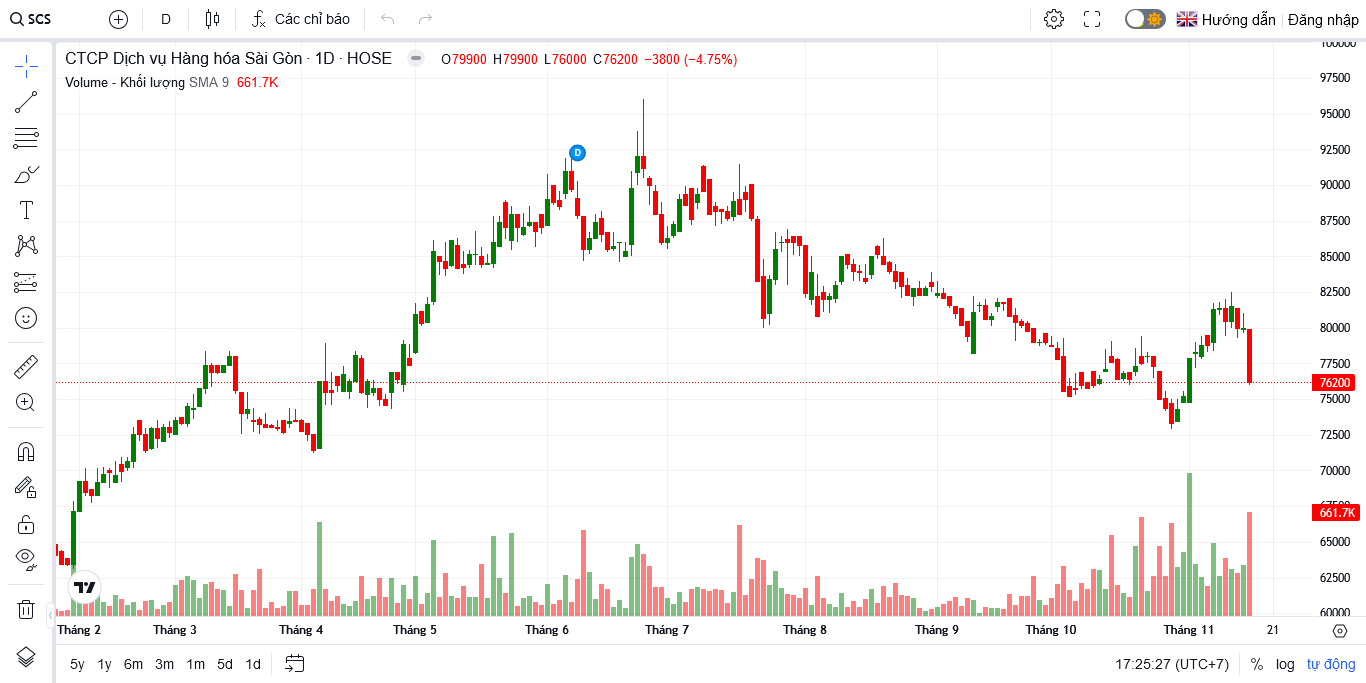 SCS D Các chỉ báo Hướng dẫn Đăng nhập
CTCP Dịch vụ Hàng hóa Sài Gòn · 1D · HOSE O79900 H79900 L76000 C76200 −3800 (−4.75%)
Volume - Khối lượng SMA 9 661.7K
D
100000
97500
95000
92500
90000
87500
85000
82500
80000
77500
76200
75000
72500
70000
67500
661.7K
65000
62500
60000
Tháng 2 Tháng 3 Tháng 4 Tháng 5 Tháng 6 Tháng 7 Tháng 8 Tháng 9 Tháng 10 Tháng 11 21
5y 1y 6m 3m 1m 5d 1d 17:25:27 (UTC+7) % log tự động